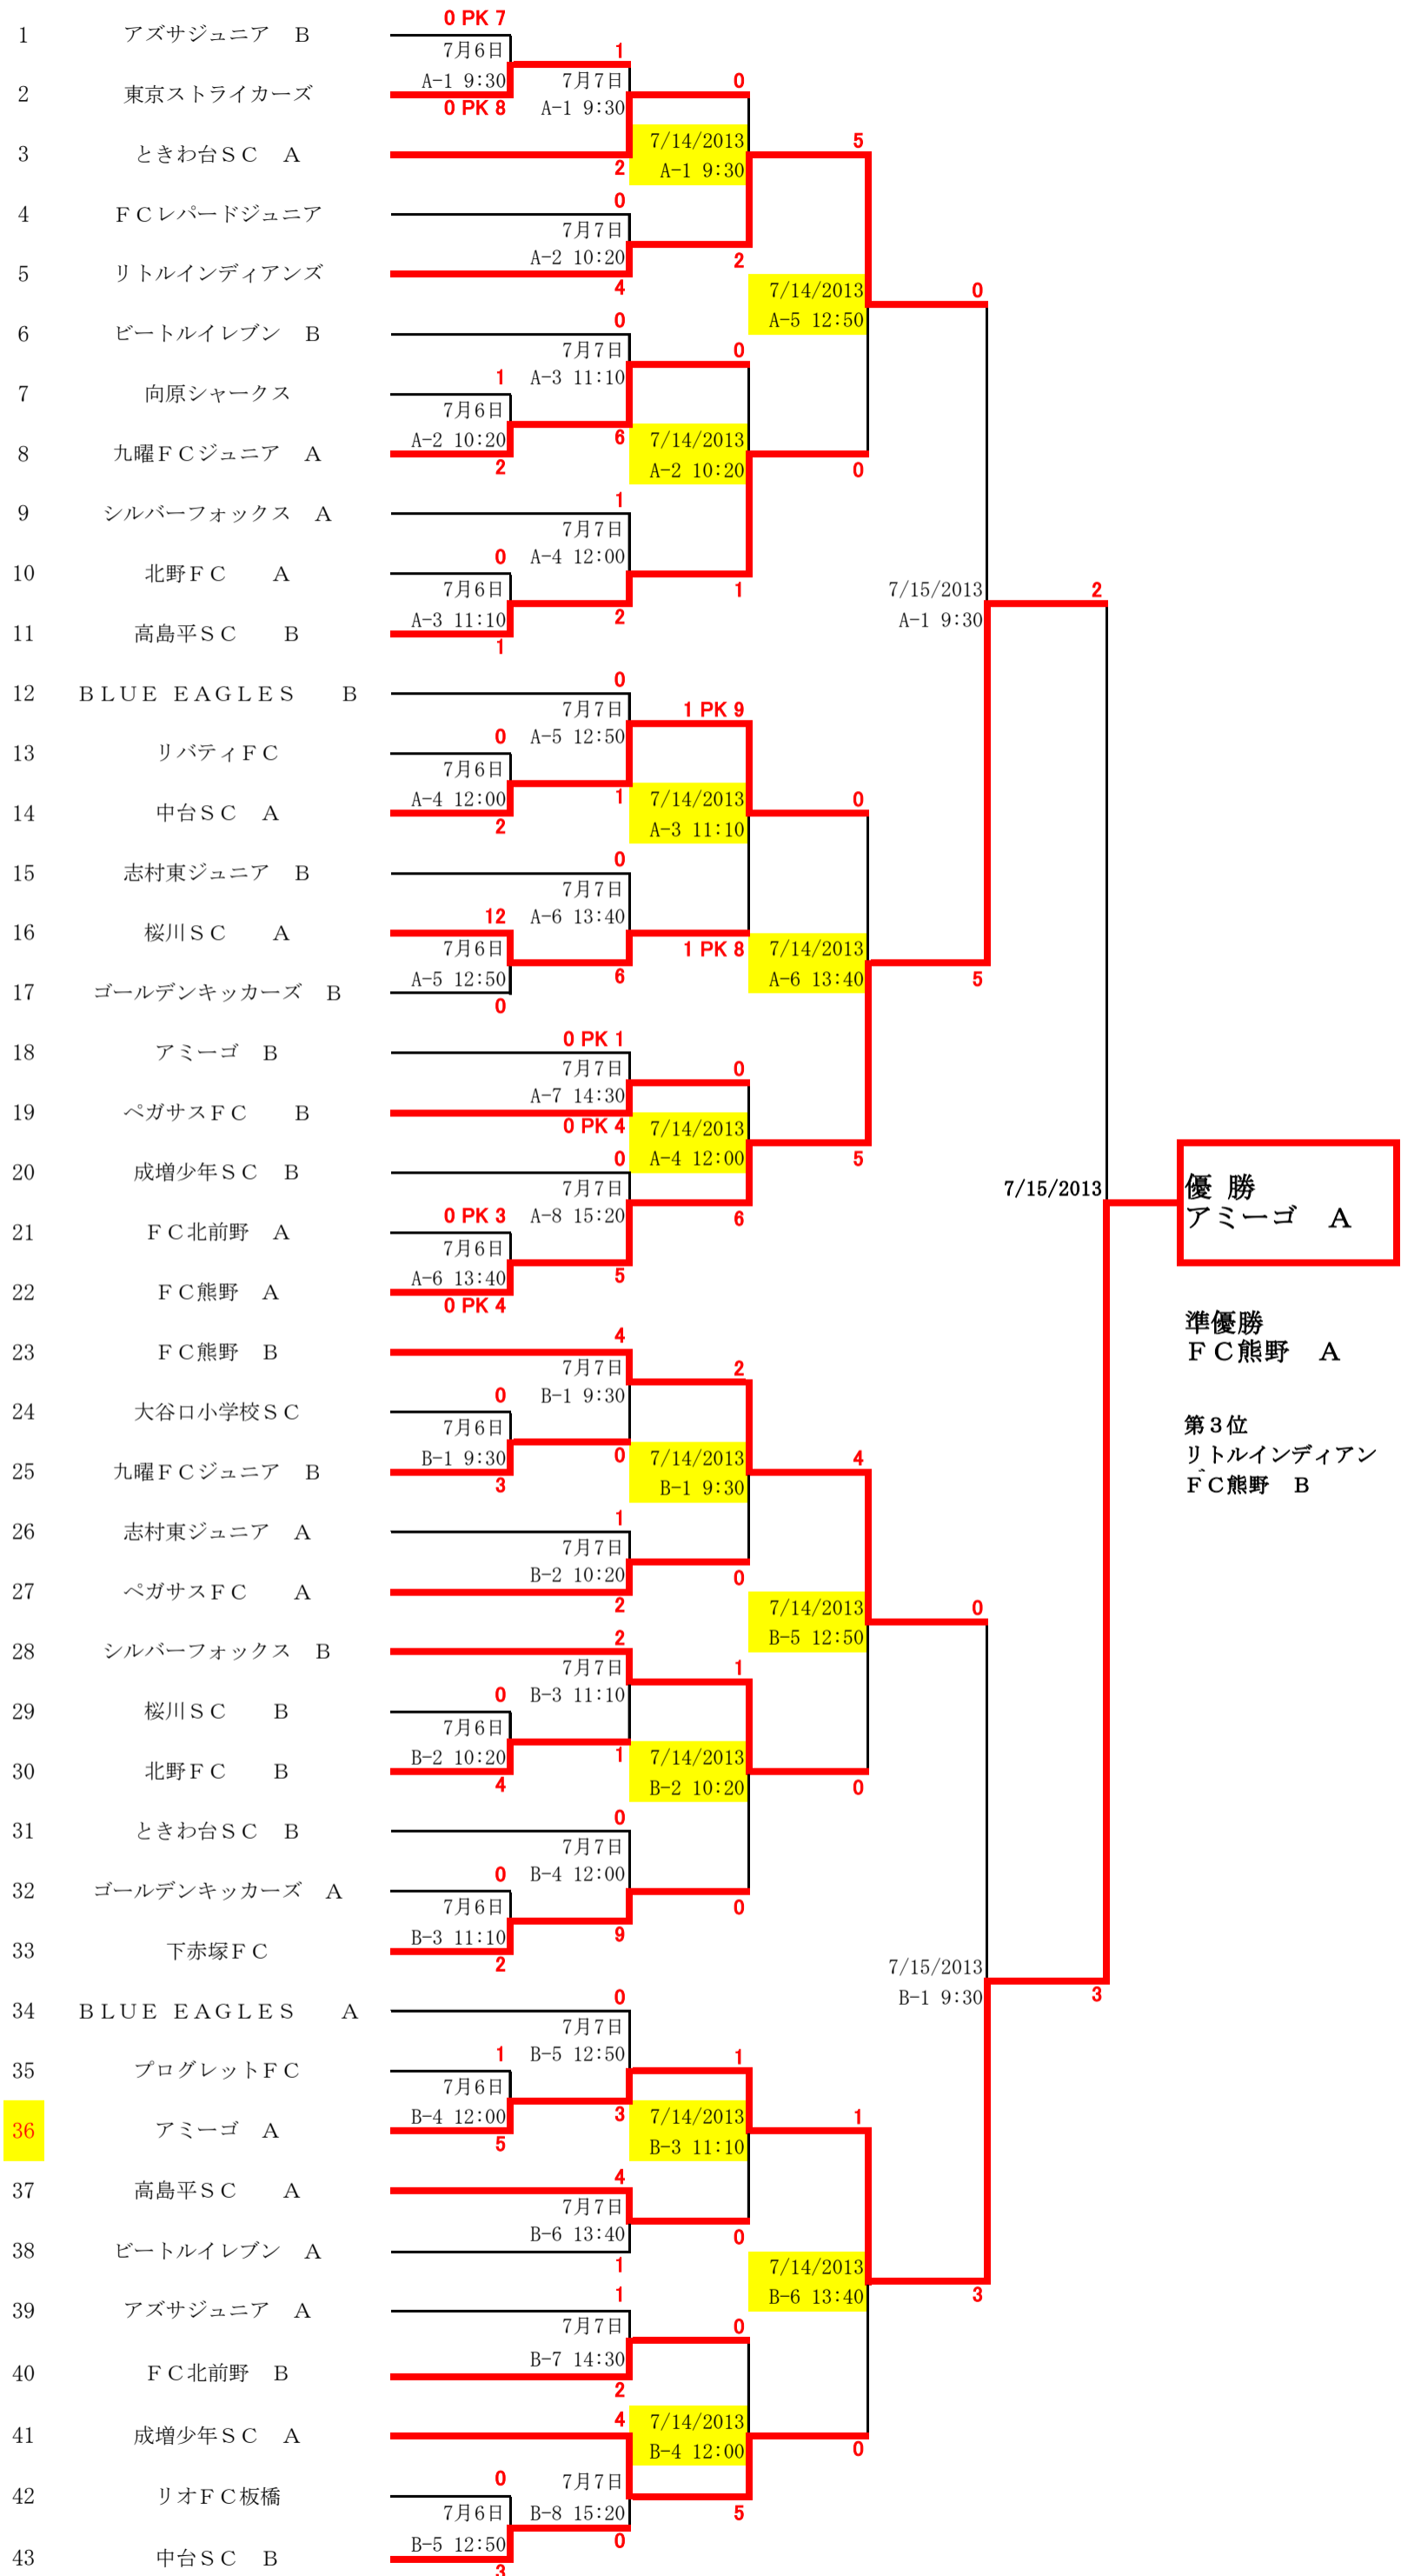 0 PK 7
1 アズサジュニア　B
7月6日
1
A-1 9:30
7月7日
0
2 東京ストライカーズ
0 PK 8
A-1 9:30
7/14/2013
5
3 ときわ台ＳＣ　A
2
A-1 9:30
0
4 ＦＣレパードジュニア
7月7日
A-2 10:20
2
5 リトルインディアンズ
4
7/14/2013
0
6 ビートルイレブン　B
0
A-5 12:50
7月7日
0
7 向原シャークス
1
A-3 11:10
7月6日
8 九曜ＦＣジュニア　A
A-2 10:20
6
7/14/2013
2
A-2 10:20
0
9 シルバーフォックス　A
1
7月7日
0
A-4 12:00
10 北野ＦＣ　　A
7月6日
1
7/15/2013
2
A-3 11:10
2
A-1 9:30
11 高島平ＳＣ　　B
1
12 ＢＬＵＥ ＥＡＧＬＥＳ　　B
0
7月7日
1 PK 9
13 リバティＦＣ
0
A-5 12:50
7月6日
14 中台ＳＣ　A
A-4 12:00
1
7/14/2013
0
2
A-3 11:10
15 志村東ジュニア　B
0
7月7日
16 桜川ＳＣ　　A
12
A-6 13:40
7月6日
1 PK 8
7/14/2013
A-5 12:50
6
A-6 13:40
5
17 ゴールデンキッカーズ　B
0
18 アミーゴ　B
0 PK 1
7月7日
0
A-7 14:30
19 ペガサスＦＣ　　B
0 PK 4
7/14/2013
A-4 12:00
5
20 成増少年ＳＣ　B
0
7月7日
7/15/2013
優 勝
アミーゴ　A
21 ＦＣ北前野　A
0 PK 3
A-8 15:20
6
7月6日
22 ＦＣ熊野　A
A-6 13:40
5
0 PK 4
準優勝
ＦＣ熊野　A
23 ＦＣ熊野　B
4
7月7日
2
0
B-1 9:30
24 大谷口小学校ＳＣ
7月6日
第３位
25 九曜ＦＣジュニア　B
B-1 9:30
0
7/14/2013
4
リトルインディアン
3
B-1 9:30
ＦＣ熊野　B
26 志村東ジュニア　A
1
7月7日
B-2 10:20
0
27 ペガサスＦＣ　　A
2
7/14/2013
0
28 シルバーフォックス　B
2
B-5 12:50
7月7日
1
29 桜川ＳＣ　　B
0
B-3 11:10
7月6日
30 北野ＦＣ　　B
B-2 10:20
1
7/14/2013
4
B-2 10:20
0
31 ときわ台ＳＣ　B
0
7月7日
0
B-4 12:00
32 ゴールデンキッカーズ　A
7月6日
0
B-3 11:10
9
33 下赤塚ＦＣ
2
7/15/2013
B-1 9:30
3
34 ＢＬＵＥ ＥＡＧＬＥＳ　　A
0
7月7日
1
B-5 12:50
1
35 プログレットＦＣ
7月6日
36 アミーゴ　A
B-4 12:00
3
7/14/2013
1
5
B-3 11:10
37 高島平ＳＣ　　A
4
7月7日
B-6 13:40
0
38 ビートルイレブン　A
1
7/14/2013
1
B-6 13:40
3
39 アズサジュニア　A
7月7日
0
B-7 14:30
40 ＦＣ北前野　B
2
41 成増少年ＳＣ　A
4
7/14/2013
B-4 12:00
0
0
7月7日
42 リオＦＣ板橋
7月6日
B-8 15:20
5
B-5 12:50
0
43 中台ＳＣ　B
3